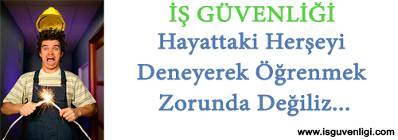 İŞ GÜVENLİĞİ
Hayattaki Herşeyi
Deneyerek Öğrenmek
Zorunda Değiliz...
www.isguvenligi.com